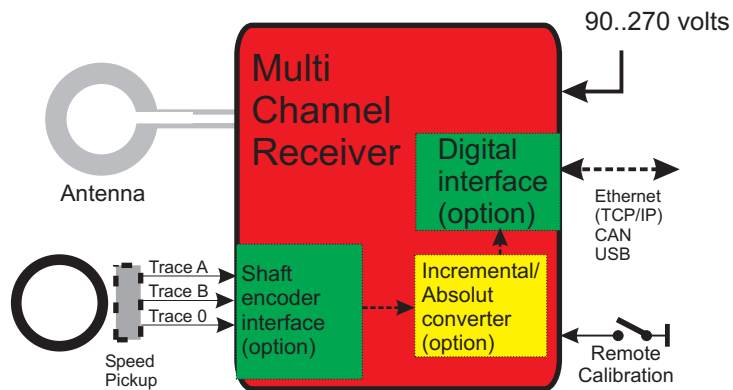 90..270 volts
Multi
Channel
Receiver
Antenna
Digital
interface
(option)
Ethernet
(TCP/IP)
CAN
USB
Trace A
Trace B
Trace 0
Speed
Pickup
Shaft
encoder
interface
(option)
Incremental/
Absolut
converter
(option)
Remote
Calibration